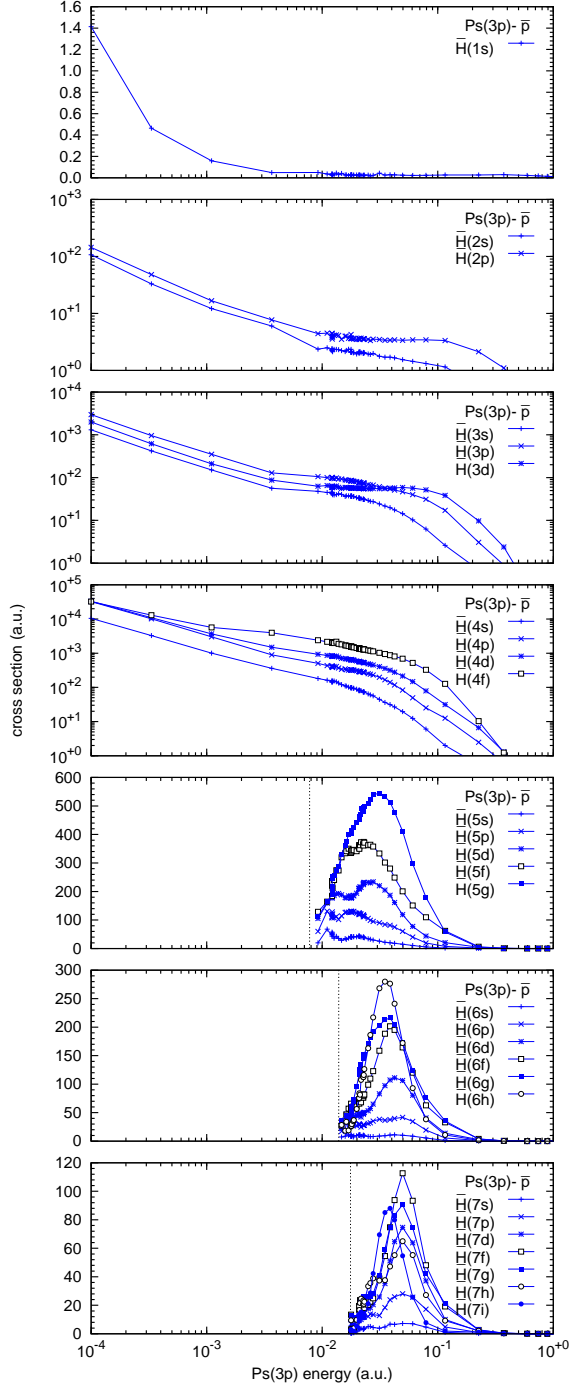 1.6
1.4
1.2
1.0
0.8
0.6
0.4
0.2
0.0
Ps(3p)- p̅
H̅(1s)
10⁺³
10⁺²
10⁺¹
10⁺⁰
Ps(3p)- p̅
H̅(2s)
H̅(2p)
10⁺⁴
10⁺³
10⁺²
10⁺¹
10⁺⁰
Ps(3p)- p̅
H̅(3s)
H̅(3p)
H̅(3d)
cross section (a.u.)
10⁺⁵
10⁺⁴
10⁺³
10⁺²
10⁺¹
10⁺⁰
Ps(3p)- p̅
H̅(4s)
H̅(4p)
H̅(4d)
H̅(4f)
600
500
400
300
200
100
0
Ps(3p)- p̅
H̅(5s)
H̅(5p)
H̅(5d)
H̅(5f)
H̅(5g)
300
250
200
150
100
50
0
Ps(3p)- p̅
H̅(6s)
H̅(6p)
H̅(6d)
H̅(6f)
H̅(6g)
H̅(6h)
120
100
80
60
40
20
0
Ps(3p)- p̅
H̅(7s)
H̅(7p)
H̅(7d)
H̅(7f)
H̅(7g)
H̅(7h)
H̅(7i)
10⁻⁴ 10⁻³ 10⁻² 10⁻¹ 10⁰
Ps(3p) energy (a.u.)